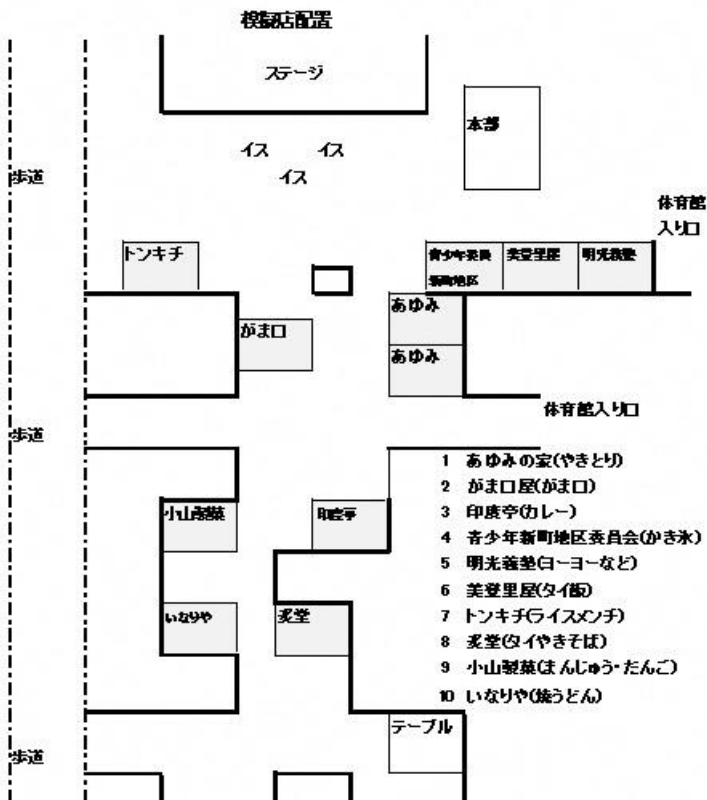 模擬店配置
ステージ
本部
イス イス
イス
歩道
体育館
入り口
トンキチ
青少年委員
新町地区
美登里屋
明光義塾
あゆみ
がま口
あゆみ
体育館入り口
歩道
小山製菓
印度亭
いなりや
炙堂
テーブル
歩道
1 あゆみの家(やきとり)
2 がま口屋(がま口)
3 印度亭(カレー)
4 青少年新町地区委員会(かき氷)
5 明光義塾(ヨーヨーなど)
6 美登里屋(タイ飯)
7 トンキチ(ライスメンチ)
8 炙堂(タイやきそば)
9 小山製菓(まんじゅう・だんご)
10 いなりや(焼うどん)